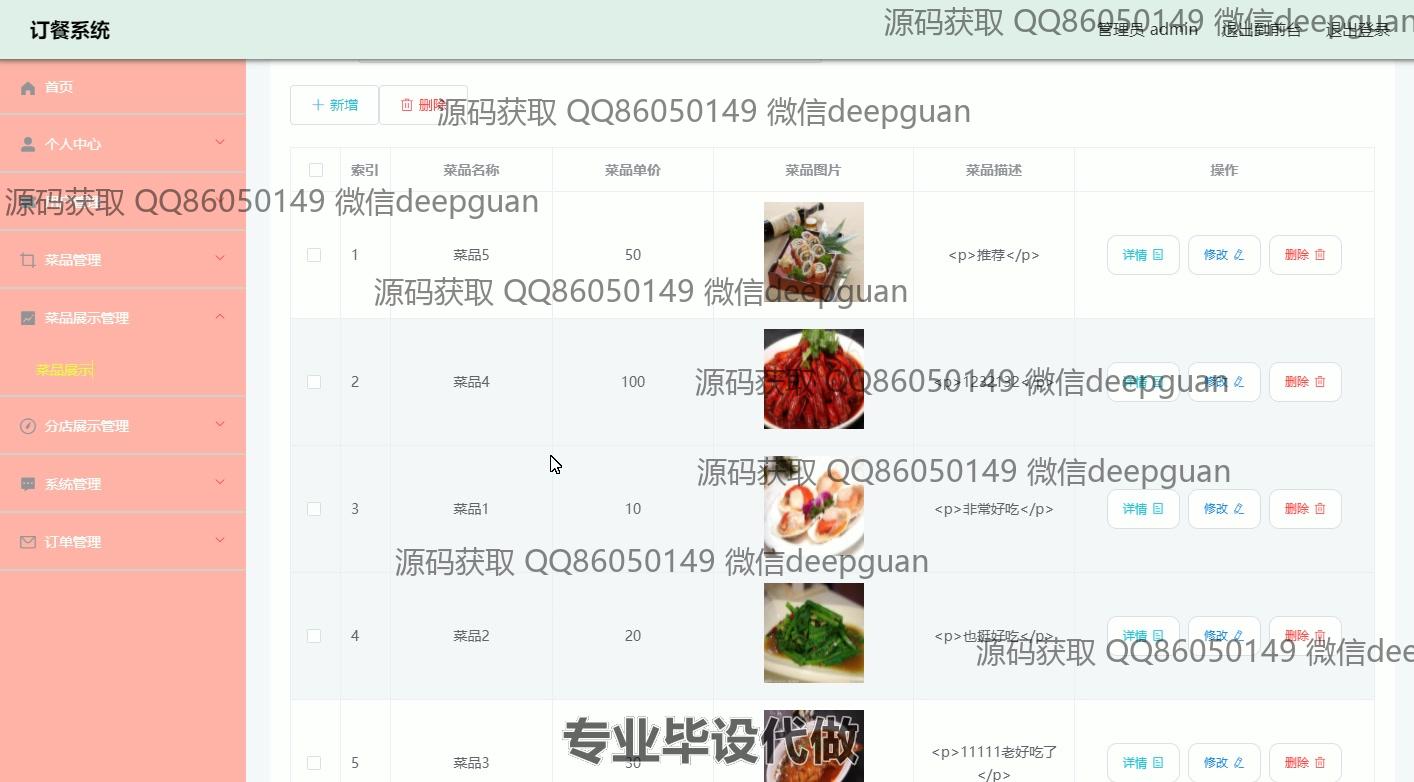 订餐系统
源码获取 QQ86050149 微信deepguan
管理员 admin 退出到前台 退出登录
首页
新增 删除
源码获取 QQ86050149 微信deepguan
个人中心
索引 菜品名称 菜品单价 菜品图片 菜品描述 操作
源码获取 QQ86050149 微信deepguan
菜品管理
1 菜品5 50 <p>推荐</p> 详情 修改 删除
源码获取 QQ86050149 微信deepguan
菜品展示管理
菜品展示
2 菜品4 100 <p>1232132</p> 详情 修改 删除
源码获取 QQ86050149 微信deepguan
分店展示管理
源码获取 QQ86050149 微信deepguan
系统管理
3 菜品1 10 <p>非常好吃</p> 详情 修改 删除
订单管理
源码获取 QQ86050149 微信deepguan
4 菜品2 20 <p>也挺好吃</p> 详情 修改 删除
源码获取 QQ86050149 微信dee
专业毕设代做
5 菜品3 30 <p>11111老好吃了
</p> 详情 修改 删除